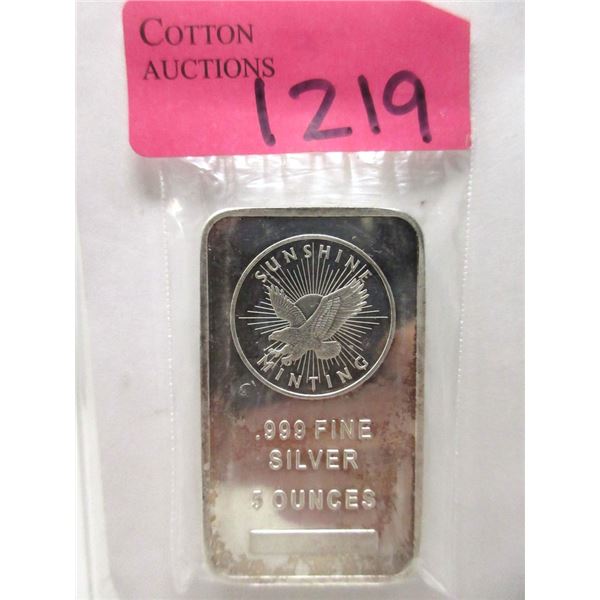 COTTON
AUCTIONS
1219
SUNSHINE
MINTING
.999 FINE
SILVER
5 OUNCES